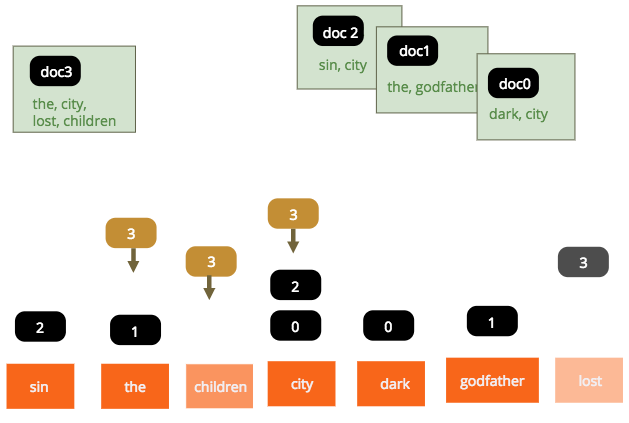 doc3
the, city,
lost, children
doc 2
sin, city
doc1
the, godfather
doc0
dark, city
3
3
3
3
2
2
1
0
0
1
sin
the
children
city
dark
godfather
lost